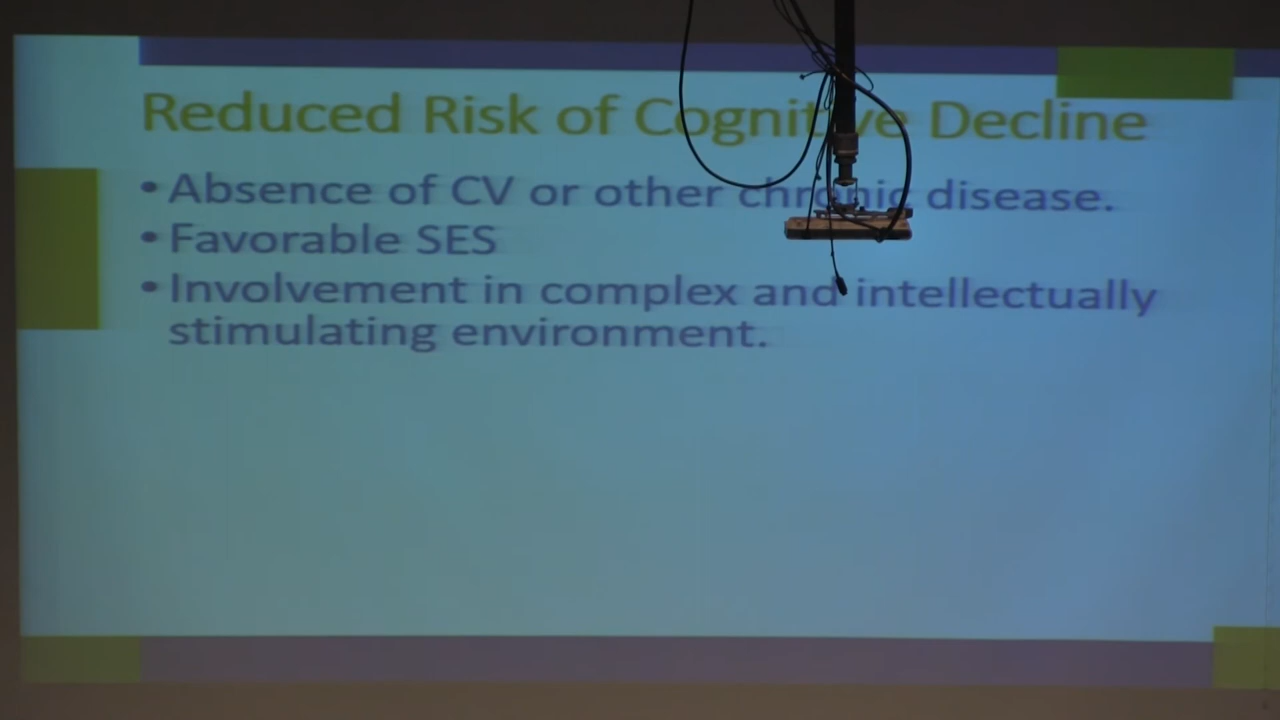 Reduced Risk of Cognitive Decline
• Absence of CV or other chronic disease.
• Favorable SES
• Involvement in complex and intellectually
stimulating environment.